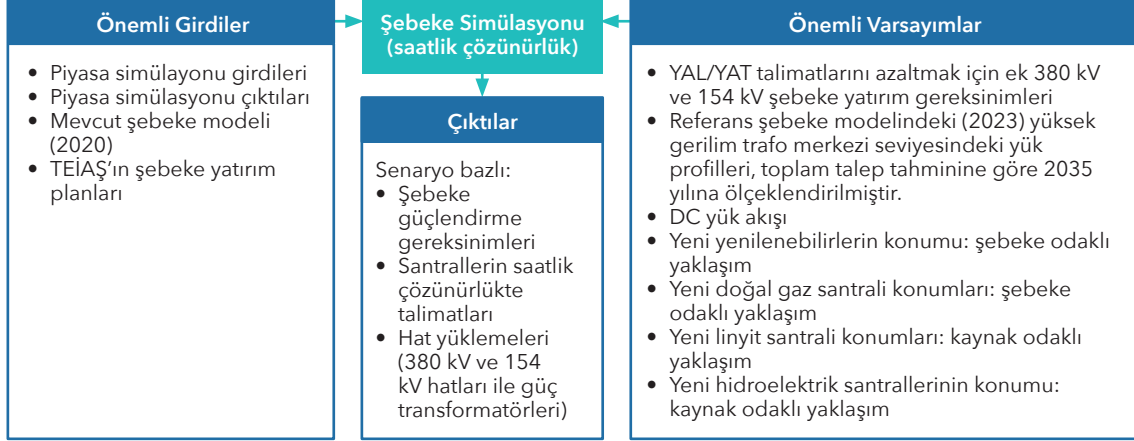 Önemli Girdiler
• Piyasa simülayonu girdileri
• Piyasa simülasyonu çıktıları
• Mevcut şebeke modeli
(2020)
• TEİAŞ’ın şebeke yatırım
planları
Şebeke Simülasyonu
(saatlik çözünürlük)
Çıktılar
Senaryo bazlı:
• Şebeke
güçlendirme
gereksinimleri
• Santrallerin saatlik
çözünürlükte
talimatları
• Hat yüklemeleri
(380 kV ve 154
kV hatları ile güç
transformatörleri)
Önemli Varsayımlar
• YAL/YAT talimatlarını azaltmak için ek 380 kV
ve 154 kV şebeke yatırım gereksinimleri
• Referans şebeke modelindeki (2023) yüksek
gerilim trafo merkezi seviyesindeki yük
profilleri, toplam talep tahminine göre 2035
yılına ölçeklendirilmiştir.
• DC yük akışı
• Yeni yenilenebilirlerin konumu: şebeke odaklı
yaklaşım
• Yeni doğal gaz santrali konumları: şebeke
odaklı yaklaşım
• Yeni linyit santrali konumları: kaynak odaklı
yaklaşım
• Yeni hidroelektrik santrallerinin konumu:
kaynak odaklı yaklaşım